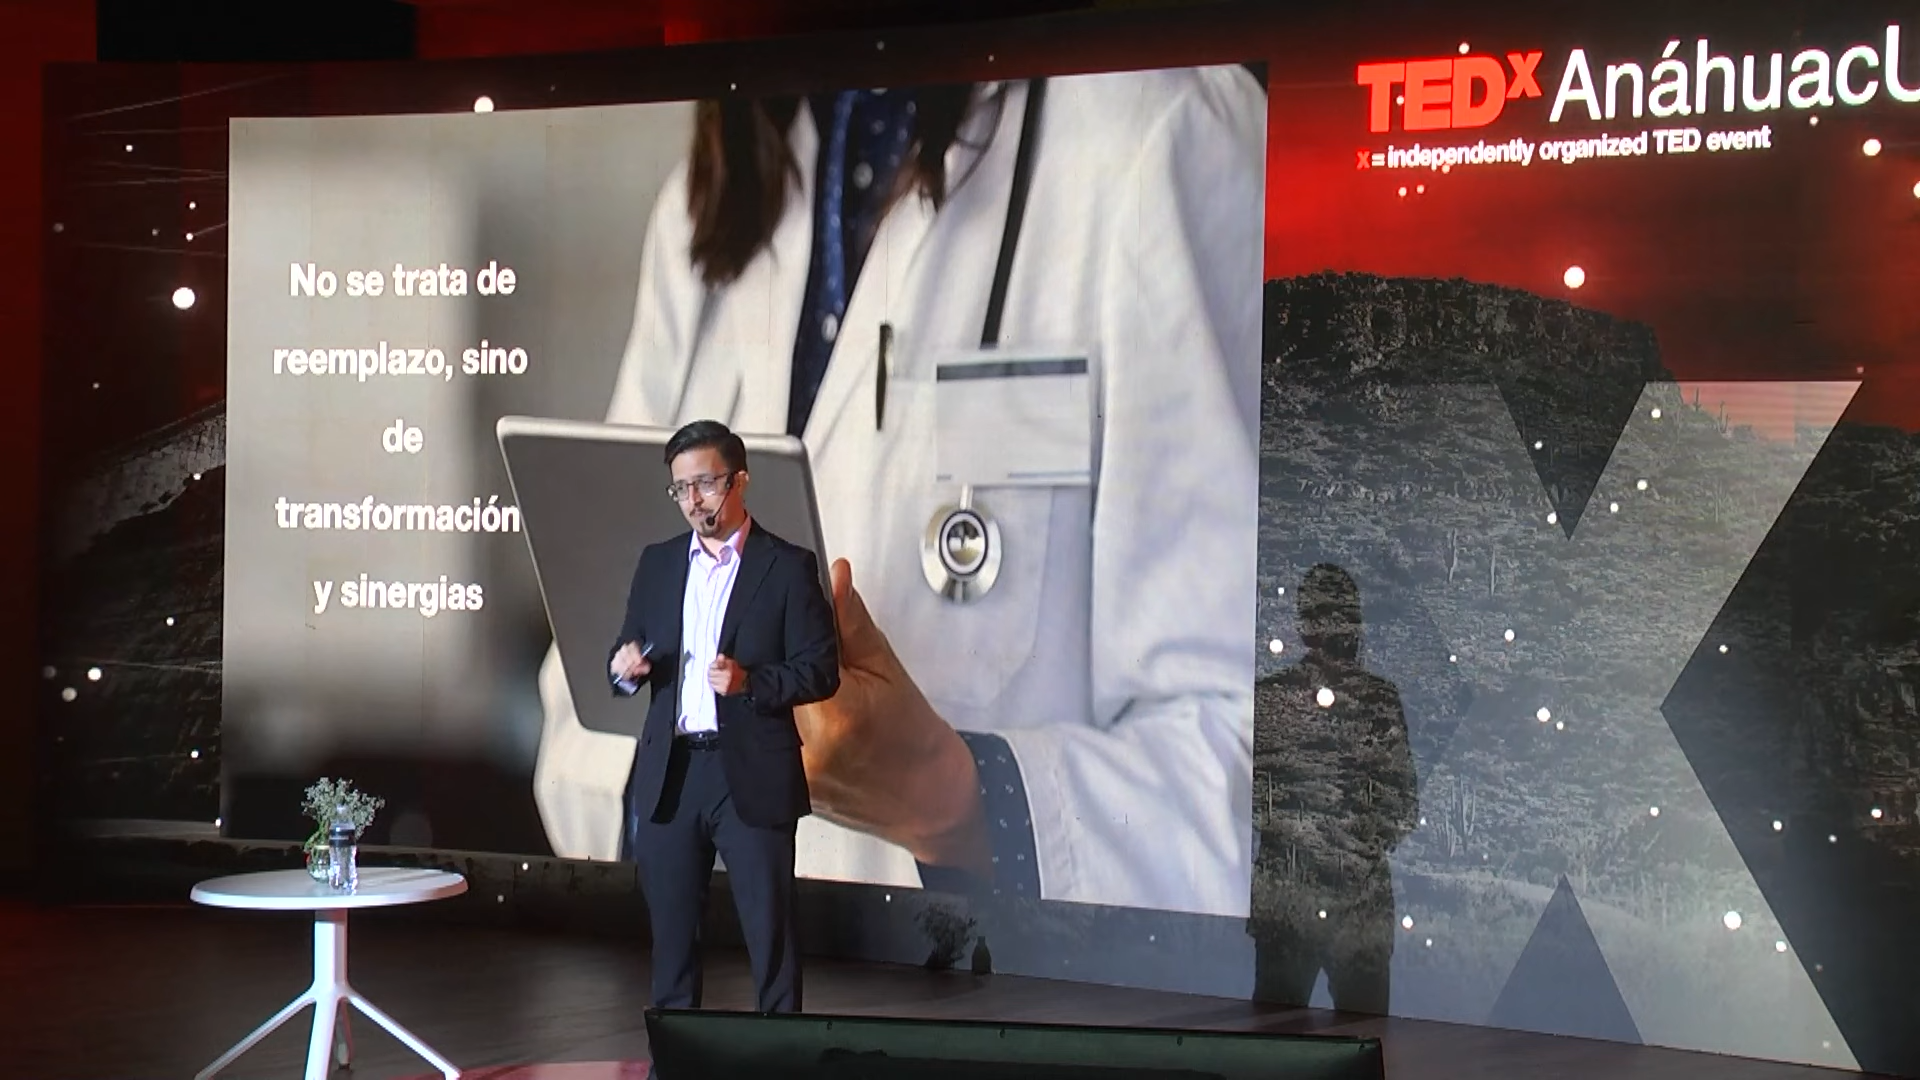 No se trata de
reemplazo, sino
de
transformación
y sinergias
TEDx AnáhuacU
x = independently organized TED event